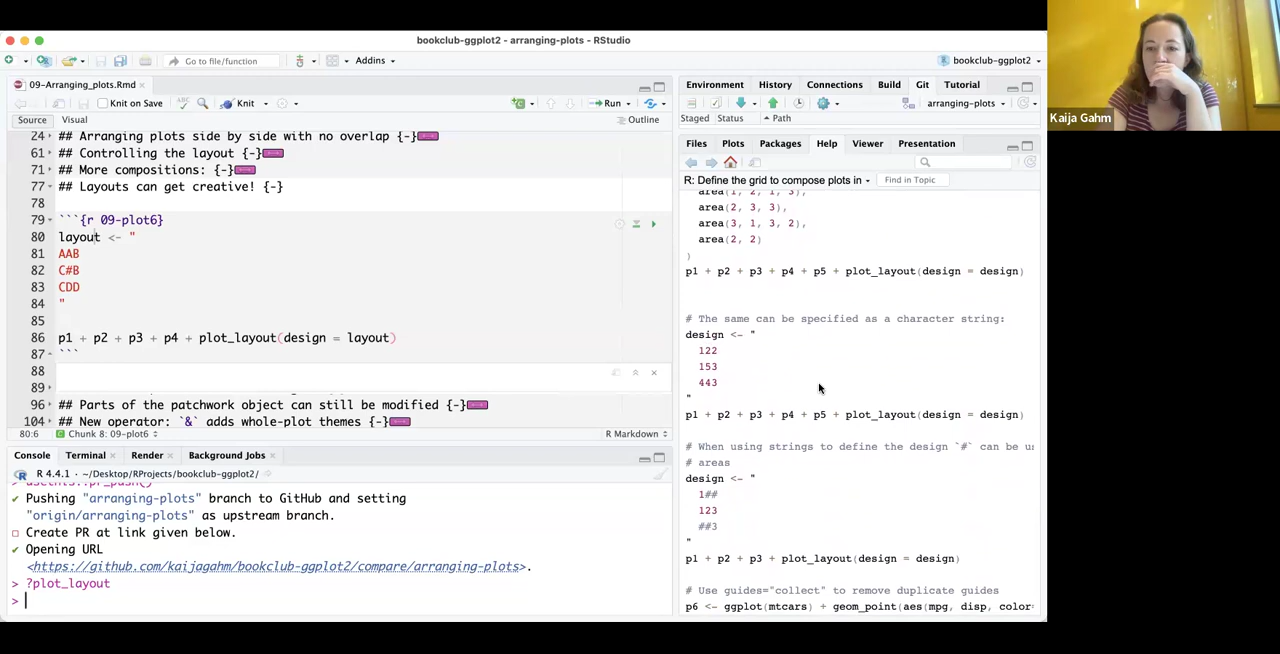 bookclub-ggplot2 - arranging-plots - RStudio
Go to file/function
Addins
bookclub-ggplot2
09-Arranging_plots.Rmd
Knit on Save
Knit
Run
Source
Visual
Outline
24
## Arranging plots side by side with no overlap {-}
61
## Controlling the layout {-}
71
## More compositions: {-}
77
## Layouts can get creative! {-}
78
79
```{r 09-plot6}
80
layout <- "
81
AAB
82
C#B
83
CDD
84
"
85
86
p1 + p2 + p3 + p4 + plot_layout(design = layout)
87
```
88
89
96
## Parts of the patchwork object can still be modified {-}
104
## New operator: `&` adds whole-plot themes {-}
80:6
Chunk 8: 09-plot6
R Markdown
Console
Terminal
Render
Background Jobs
R 4.4.1 · ~/Desktop/RProjects/bookclub-ggplot2/
> usethis::pr_push()
✔ Pushing "arranging-plots" branch to GitHub and setting
"origin/arranging-plots" as upstream branch.
☐ Create PR at link given below.
✔ Opening URL
<https://github.com/kaijagahm/bookclub-ggplot2/compare/arranging-plots>.
> ?plot_layout
>
Environment
History
Connections
Build
Git
Tutorial
arranging-plots
Staged
Status
Path
Files
Plots
Packages
Help
Viewer
Presentation
R: Define the grid to compose plots in
Find in Topic
area(1, 2, 1, 3),
area(2, 3, 3),
area(3, 1, 3, 2),
area(2, 2)
)
p1 + p2 + p3 + p4 + p5 + plot_layout(design = design)
# The same can be specified as a character string:
design <- "
122
153
443
"
p1 + p2 + p3 + p4 + p5 + plot_layout(design = design)
# When using strings to define the design `#` can be
# areas
design <- "
1##
123
##3
"
p1 + p2 + p3 + plot_layout(design = design)
# Use guides="collect" to remove duplicate guides
p6 <- ggplot(mtcars) + geom_point(aes(mpg, disp, color=
Kaija Gahm